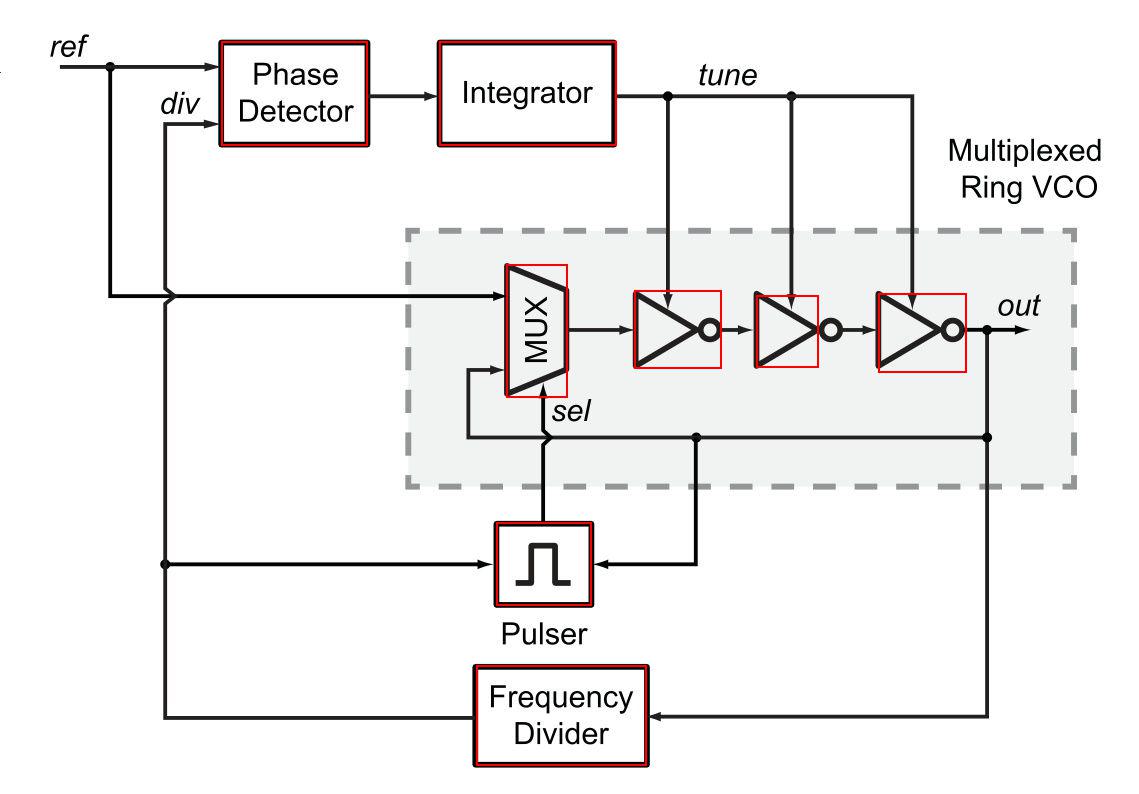 ref
Phase
Detector
Integrator
tune
div
Multiplexed
Ring VCO
MUX
out
sel
Pulser
Frequency
Divider